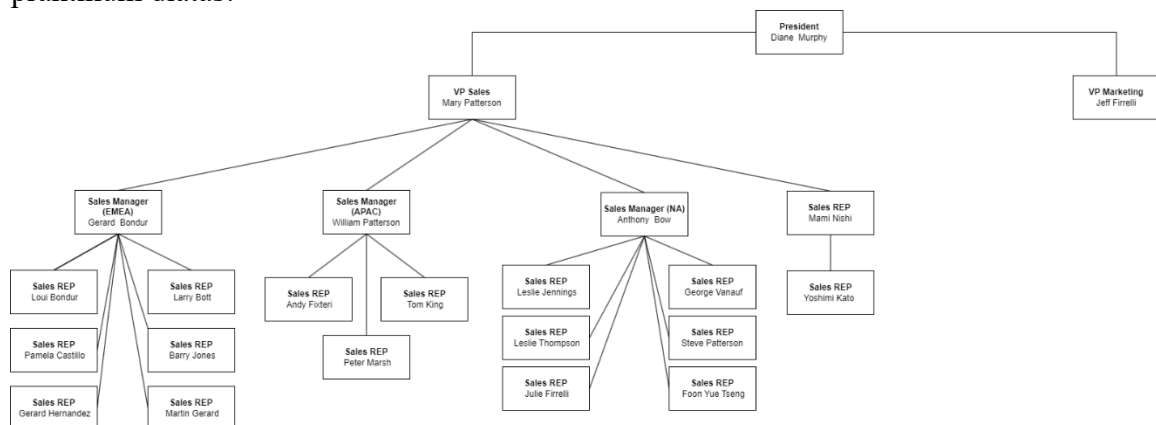 praktikum diatas.
President
Diane Murphy
VP Sales
Mary Patterson
VP Marketing
Jeff Firrelli
Sales Manager
(EMEA)
Gerard Bondur
Sales Manager
(APAC)
William Patterson
Sales Manager (NA)
Anthony Bow
Sales REP
Mami Nishi
Sales REP
Loui Bondur
Sales REP
Larry Bott
Sales REP
Andy Fixteri
Sales REP
Tom King
Sales REP
Leslie Jennings
Sales REP
George Vanauf
Sales REP
Yoshimi Kato
Sales REP
Pamela Castillo
Sales REP
Barry Jones
Sales REP
Peter Marsh
Sales REP
Leslie Thompson
Sales REP
Steve Patterson
Sales REP
Gerard Hernandez
Sales REP
Martin Gerard
Sales REP
Julie Firrelli
Sales REP
Foon Yue Tseng